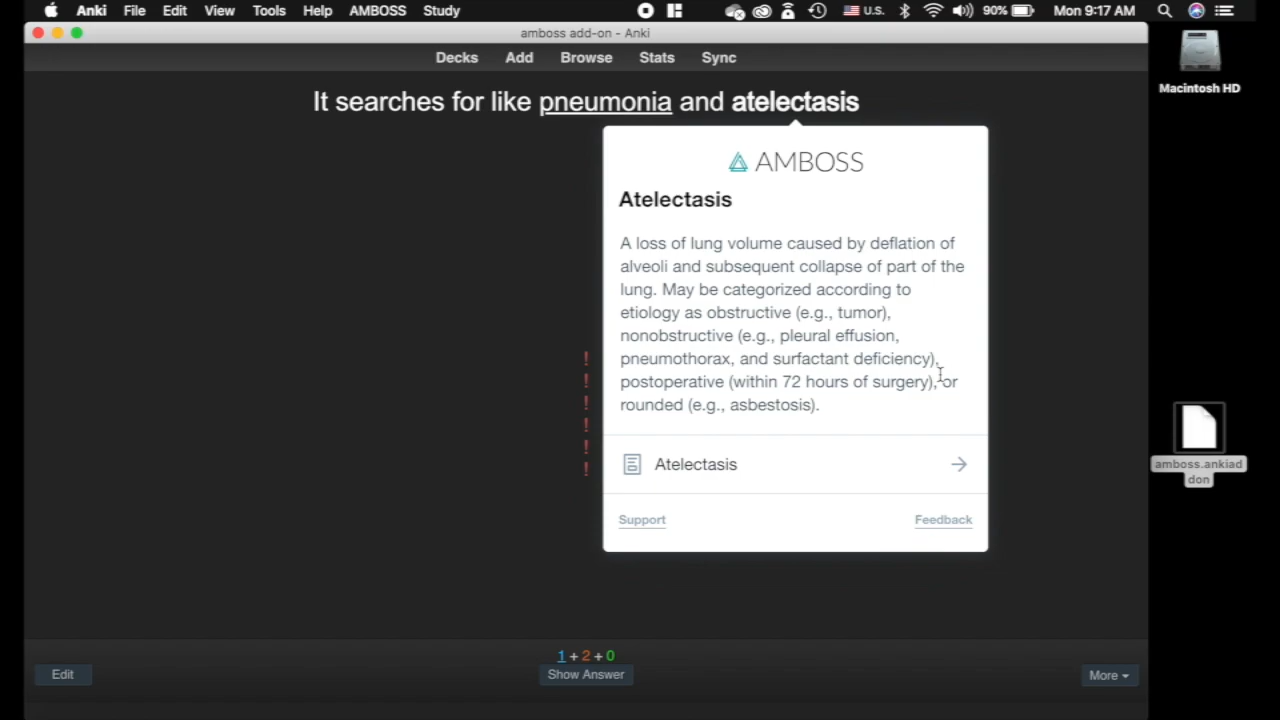 Anki File Edit View Tools Help AMBOSS Study U.S. 90% Mon 9:17 AM
amboss add-on - Anki
Decks Add Browse Stats Sync
Macintosh HD
It searches for like pneumonia and atelectasis
AMBOSS
Atelectasis
A loss of lung volume caused by deflation of
alveoli and subsequent collapse of part of the
lung. May be categorized according to
etiology as obstructive (e.g., tumor),
nonobstructive (e.g., pleural effusion,
pneumothorax, and surfactant deficiency),
postoperative (within 72 hours of surgery), or
rounded (e.g., asbestosis).
!
!
!
!
!
!
Atelectasis
Support Feedback
amboss.ankiad
don
1 + 2 + 0
Edit Show Answer More